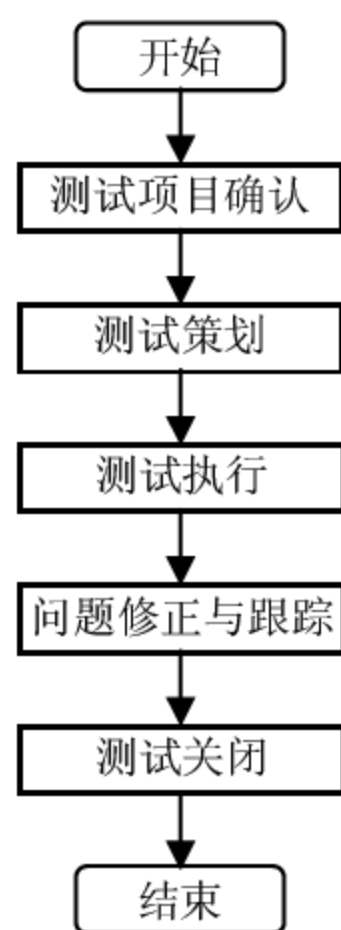 开始
测试项目确认
测试策划
测试执行
问题修正与跟踪
测试关闭
结束